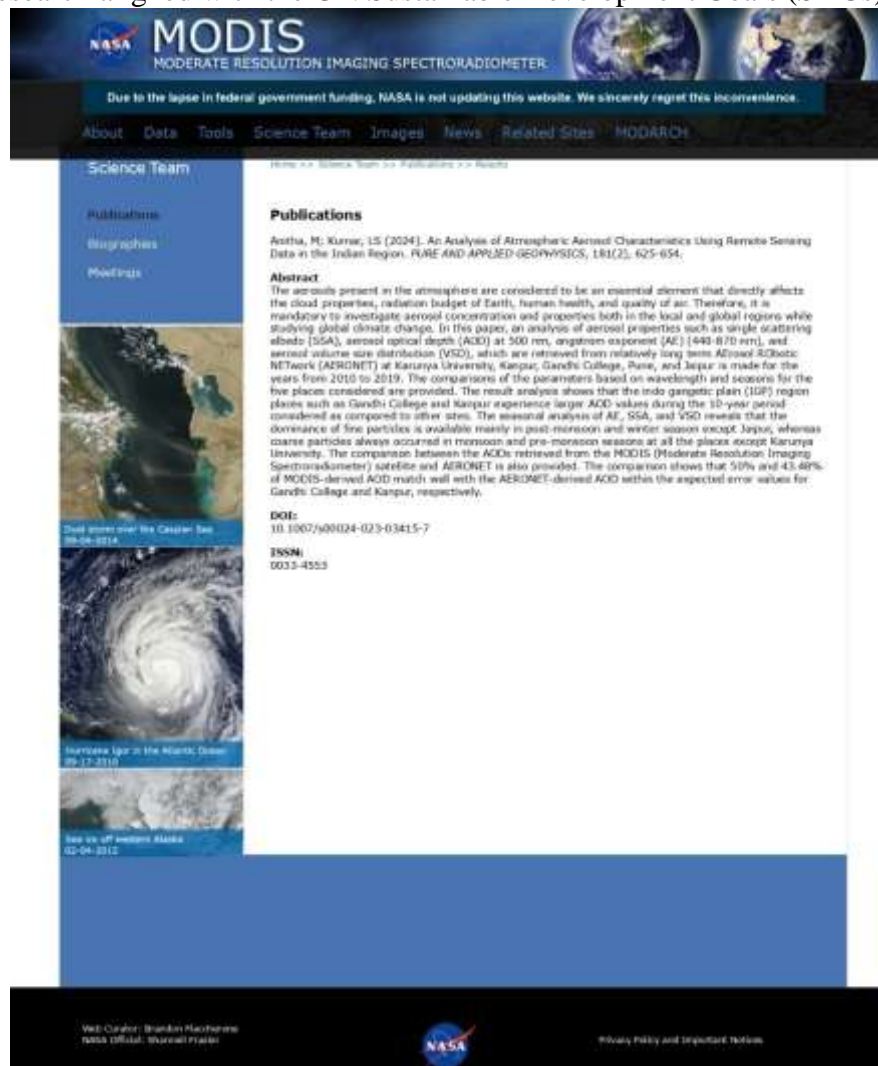 NASA
MODIS
MODERATE RESOLUTION IMAGING SPECTRORADIOMETER
Due to the lapse in federal government funding, NASA is not updating this website. We sincerely regret this inconvenience.
About Data Tools Science Team Images News Related Sites MODARCH
Science Team
Home >> Science Team >> Publications >> Results
Publications
Biographies
Meetings
Publications
Anitha, M; Kumar, LS (2024). An Analysis of Atmospheric Aerosol Characteristics Using Remote Sensing
Data in the Indian Region. PURE AND APPLIED GEOPHYSICS, 181(2), 625-654.
Abstract
The aerosols present in the atmosphere are considered to be an essential element that directly affects
the cloud properties, radiation budget of Earth, human health, and quality of air. Therefore, it is
mandatory to investigate aerosol concentration and properties both in the local and global regions while
studying global climate change. In this paper, an analysis of aerosol properties such as single scattering
albedo (SSA), aerosol optical depth (AOD) at 500 nm, angstrom exponent (AE) (440-870 nm), and
aerosol volume size distribution (VSD), which are retrieved from relatively long term AErosol RObotic
NETwork (AERONET) at Karunya University, Kanpur, Gandhi College, Pune, and Jaipur is made for the
years from 2010 to 2019. The comparisons of the parameters based on wavelength and seasons for the
five places considered are provided. The result analysis shows that the indo gangetic plain (IGP) region
places such as Gandhi College and Kanpur experience larger AOD values during the 10-year period
considered as compared to other sites. The seasonal analysis of AE, SSA, and VSD reveals that the
dominance of fine particles is available mainly in post-monsoon and winter season except Jaipur, whereas
coarse particles always occurred in monsoon and pre-monsoon seasons at all the places except Karunya
University. The comparison between the AODs retrieved from the MODIS (Moderate Resolution Imaging
Spectroradiometer) satellite and AERONET is also provided. The comparison shows that 50% and 43.48%
of MODIS-derived AOD match well with the AERONET-derived AOD within the expected error values for
Gandhi College and Kanpur, respectively.
DOI:
10.1007/s00024-023-03415-7
ISSN:
0033-4553
Dust storm over the Caspian Sea
Hurricane Igor in the Atlantic Ocean
09-17-2010
Sea ice off western Alaska
02-04-2012
Web Curator: Brandon Maccherone
NASA Official: Shannell Frazier
NASA
Privacy Policy and Important Notices